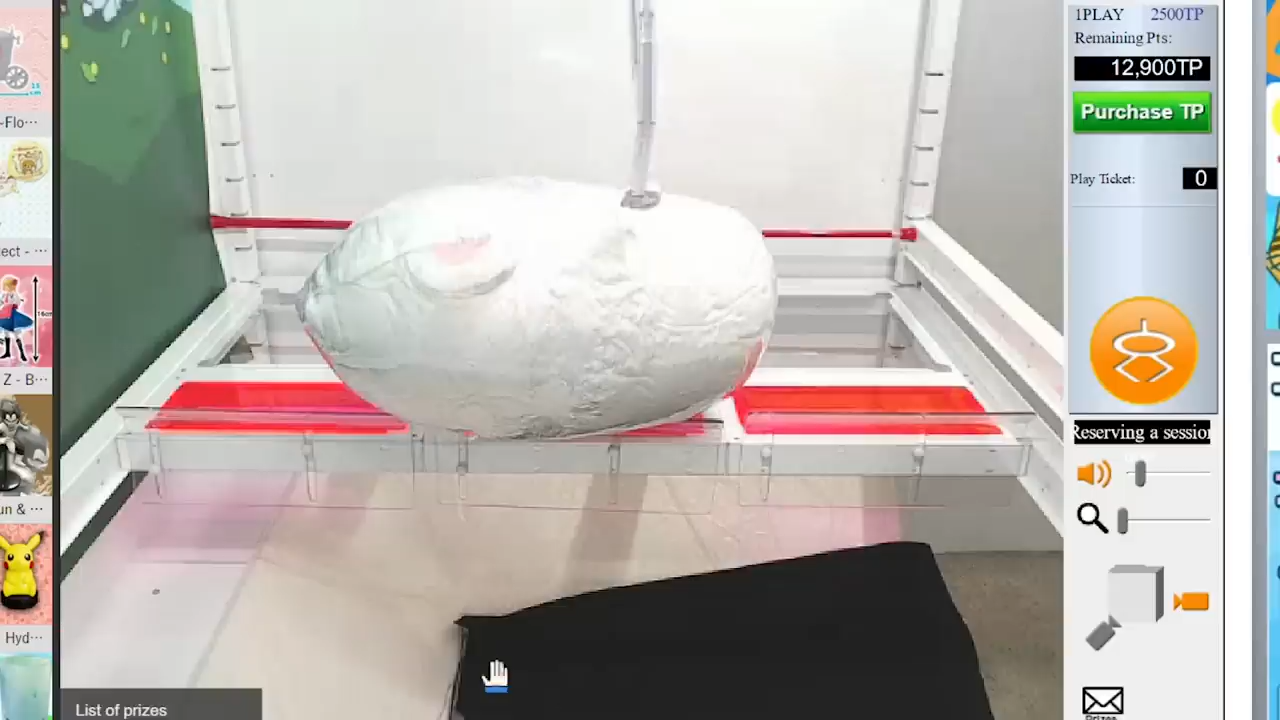 1PLAY 2500TP
Remaining Pts:
12,900TP
Purchase TP
Play Ticket: 0
Reserving a sessio
-Flo…
ect - …
Z - B…
un & …
Hyd…
List of prizes
Prizes